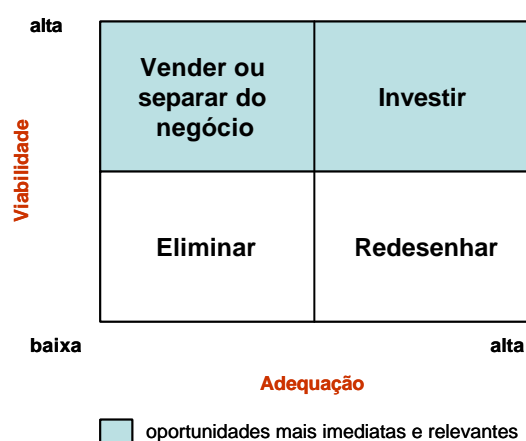 alta
Vender ou
separar do
negócio
Investir
Viabilidade
Eliminar
Redesenhar
baixa
alta
Adequação
oportunidades mais imediatas e relevantes